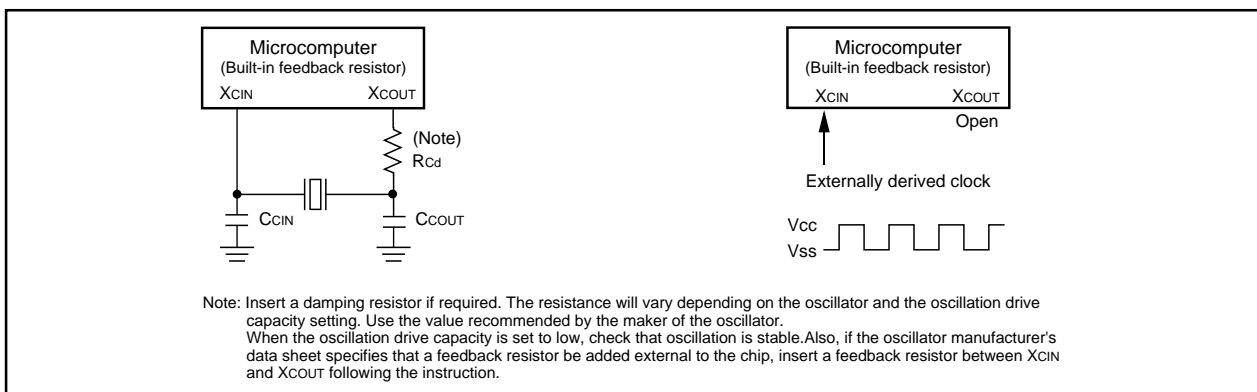 Microcomputer
(Built-in feedback resistor)
XCIN XCOUT
(Note)
RCd
CCIN CCOUT
Microcomputer
(Built-in feedback resistor)
XCIN XCOUT
Open
Externally derived clock
Vcc
Vss
Note: Insert a damping resistor if required. The resistance will vary depending on the oscillator and the oscillation drive
capacity setting. Use the value recommended by the maker of the oscillator.
When the oscillation drive capacity is set to low, check that oscillation is stable.Also, if the oscillator manufacturer's
data sheet specifies that a feedback resistor be added external to the chip, insert a feedback resistor between XCIN
and XCOUT following the instruction.